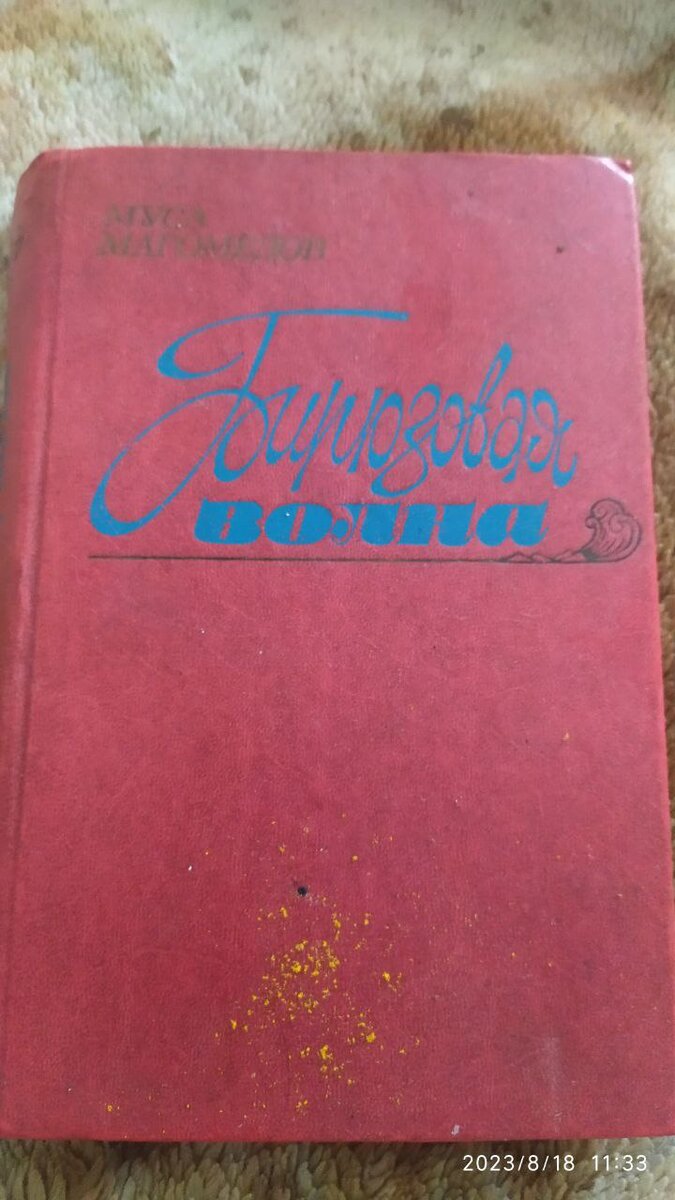 МУСА
МАГОМЕДОВ
Бирюзовая
волна
2023/8/18 11:33